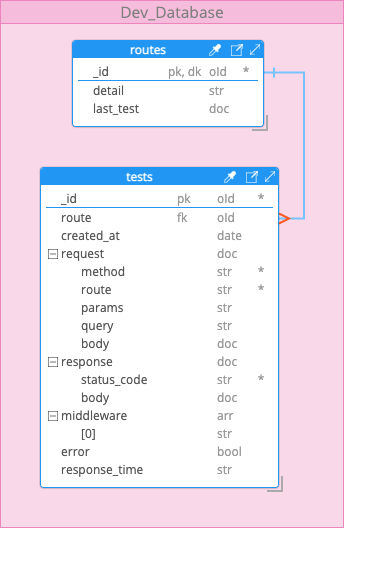 Dev_Database
routes
_id pk, dk oId *
detail str
last_test doc
tests
_id pk oId *
route fk oId
created_at date
request doc
method str *
route str *
params str
query str
body doc
response doc
status_code str *
body doc
middleware arr
[0] str
error bool
response_time str